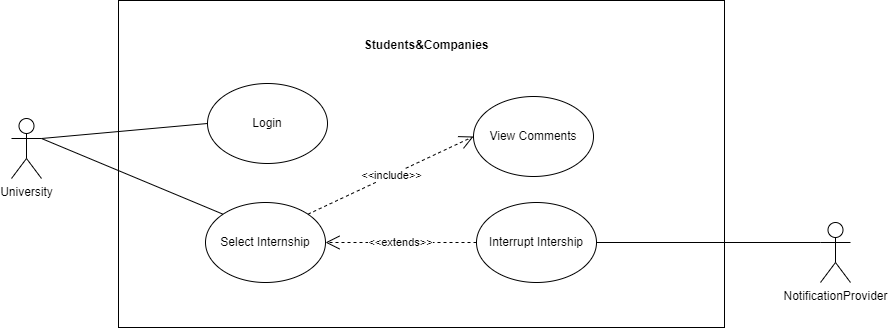 Students&Companies
Login
View Comments
University
<<include>>
Select Internship
<<extends>>
Interrupt Intership
NotificationProvider